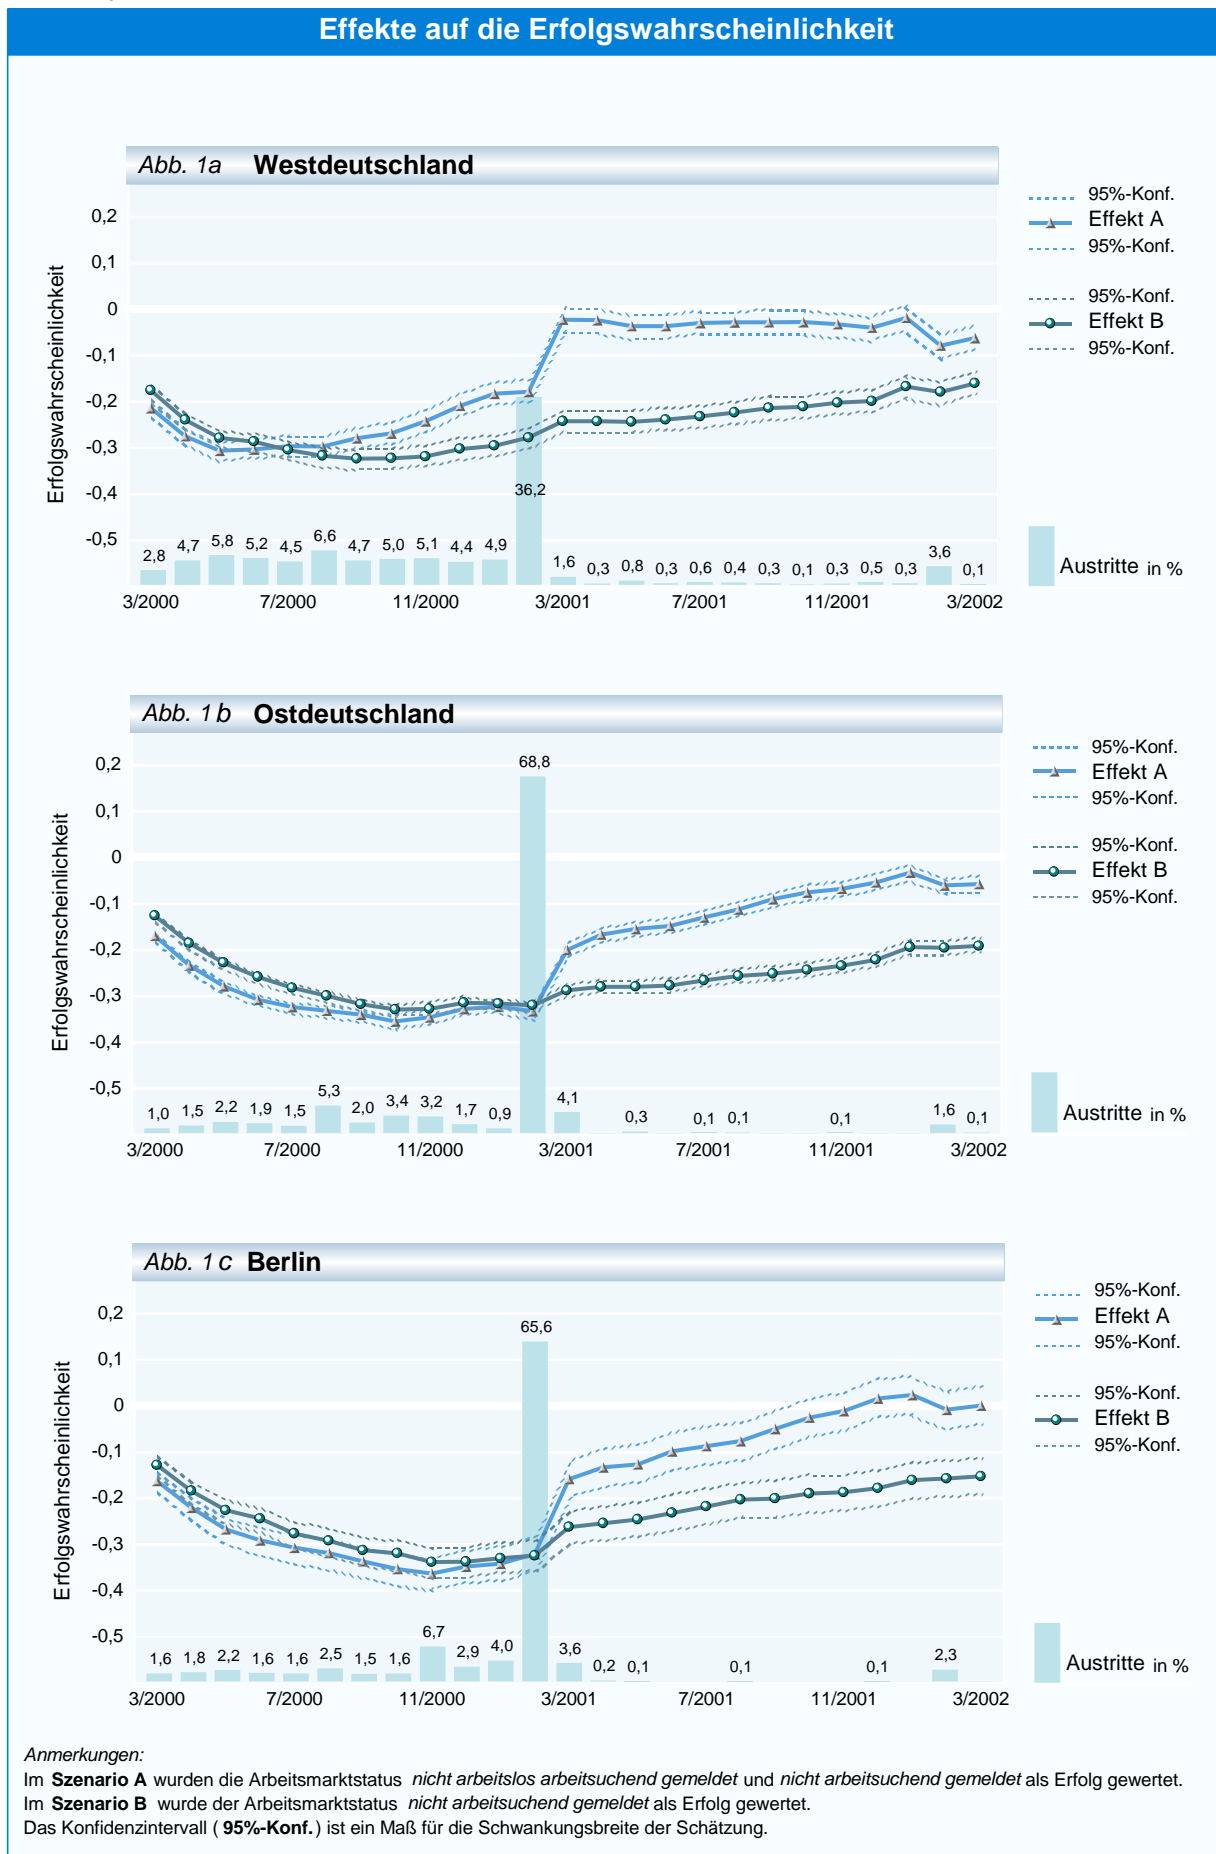 Effekte auf die Erfolgswahrscheinlichkeit
Abb. 1a Westdeutschland
Erfolgswahrscheinlichkeit
0,2
0,1
0
-0,1
-0,2
-0,3
-0,4
-0,5
2,8 4,7 5,8 5,2 4,5 6,6 4,7 5,0 5,1 4,4 4,9 36,2 1,6 0,3 0,8 0,3 0,6 0,4 0,3 0,1 0,3 0,5 0,3 3,6 0,1
3/2000 7/2000 11/2000 3/2001 7/2001 11/2001 3/2002
95%-Konf.
Effekt A
95%-Konf.
95%-Konf.
Effekt B
95%-Konf.
Austritte in %
Abb. 1b Ostdeutschland
Erfolgswahrscheinlichkeit
0,2
0,1
0
-0,1
-0,2
-0,3
-0,4
-0,5
1,0 1,5 2,2 1,9 1,5 5,3 2,0 3,4 3,2 1,7 0,9 68,8 4,1 0,3 0,1 0,1 0,1 1,6 0,1
3/2000 7/2000 11/2000 3/2001 7/2001 11/2001 3/2002
95%-Konf.
Effekt A
95%-Konf.
95%-Konf.
Effekt B
95%-Konf.
Austritte in %
Abb. 1c Berlin
Erfolgswahrscheinlichkeit
0,2
0,1
0
-0,1
-0,2
-0,3
-0,4
-0,5
1,6 1,8 2,2 1,6 1,6 2,5 1,5 1,6 6,7 2,9 4,0 65,6 3,6 0,2 0,1 0,1 0,1 2,3
3/2000 7/2000 11/2000 3/2001 7/2001 11/2001 3/2002
95%-Konf.
Effekt A
95%-Konf.
95%-Konf.
Effekt B
95%-Konf.
Austritte in %
Anmerkungen:
Im Szenario A wurden die Arbeitsmarktstatus nicht arbeitslos arbeitsuchend gemeldet und nicht arbeitsuchend gemeldet als Erfolg gewertet.
Im Szenario B wurde der Arbeitsmarktstatus nicht arbeitsuchend gemeldet als Erfolg gewertet.
Das Konfidenzintervall ( 95%-Konf. ) ist ein Maß für die Schwankungsbreite der Schätzung.